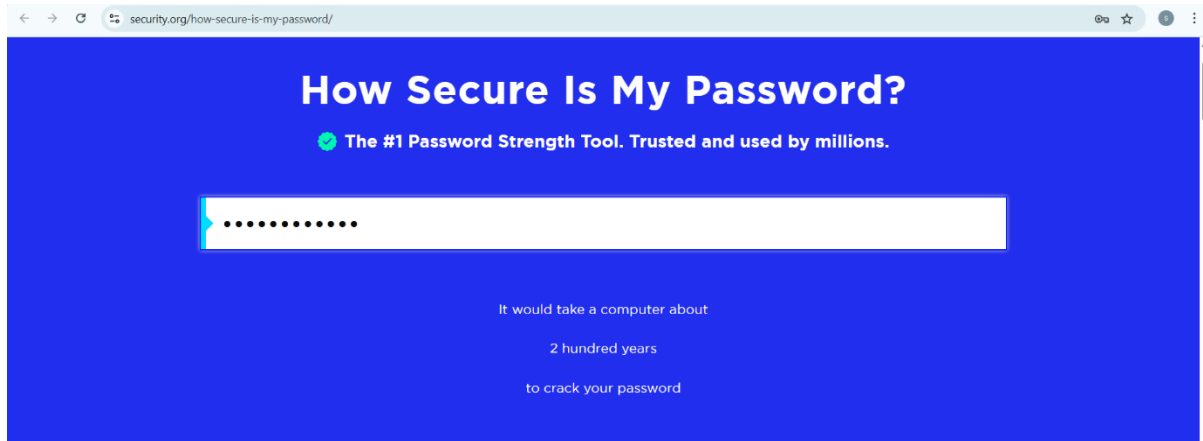 security.org/how-secure-is-my-password/
S
How Secure Is My Password?
The #1 Password Strength Tool. Trusted and used by millions.
••••••••••••
It would take a computer about
2 hundred years
to crack your password